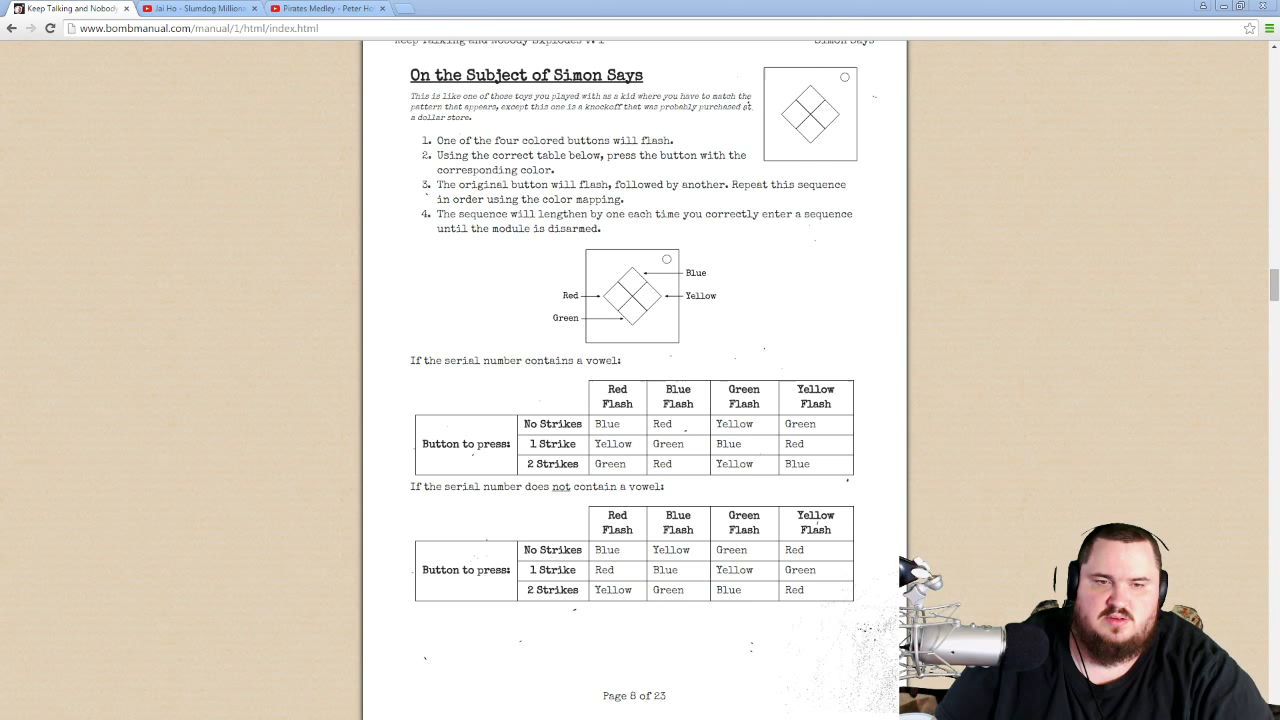 Keep Talking and Nobody
Jai Ho - Slumdog Milliona
Pirates Medley - Peter Ho
www.bombmanual.com/manual/1/html/index.html
Keep Talking and Nobody Explodes v. 1
Simon Says
On the Subject of Simon Says
This is like one of those toys you played with as a kid where you have to match the
pattern that appears, except this one is a knockoff that was probably purchased at
a dollar store.
1. One of the four colored buttons will flash.
2. Using the correct table below, press the button with the
corresponding color.
3. The original button will flash, followed by another. Repeat this sequence
in order using the color mapping.
4. The sequence will lengthen by one each time you correctly enter a sequence
until the module is disarmed.
Blue
Red
Yellow
Green
If the serial number contains a vowel:
Red Flash Blue Flash Green Flash Yellow Flash
Button to press:
No Strikes Blue Red Yellow Green
1 Strike Yellow Green Blue Red
2 Strikes Green Red Yellow Blue
If the serial number does not contain a vowel:
Red Flash Blue Flash Green Flash Yellow Flash
Button to press:
No Strikes Blue Yellow Green Red
1 Strike Red Blue Yellow Green
2 Strikes Yellow Green Blue Red
Page 8 of 23